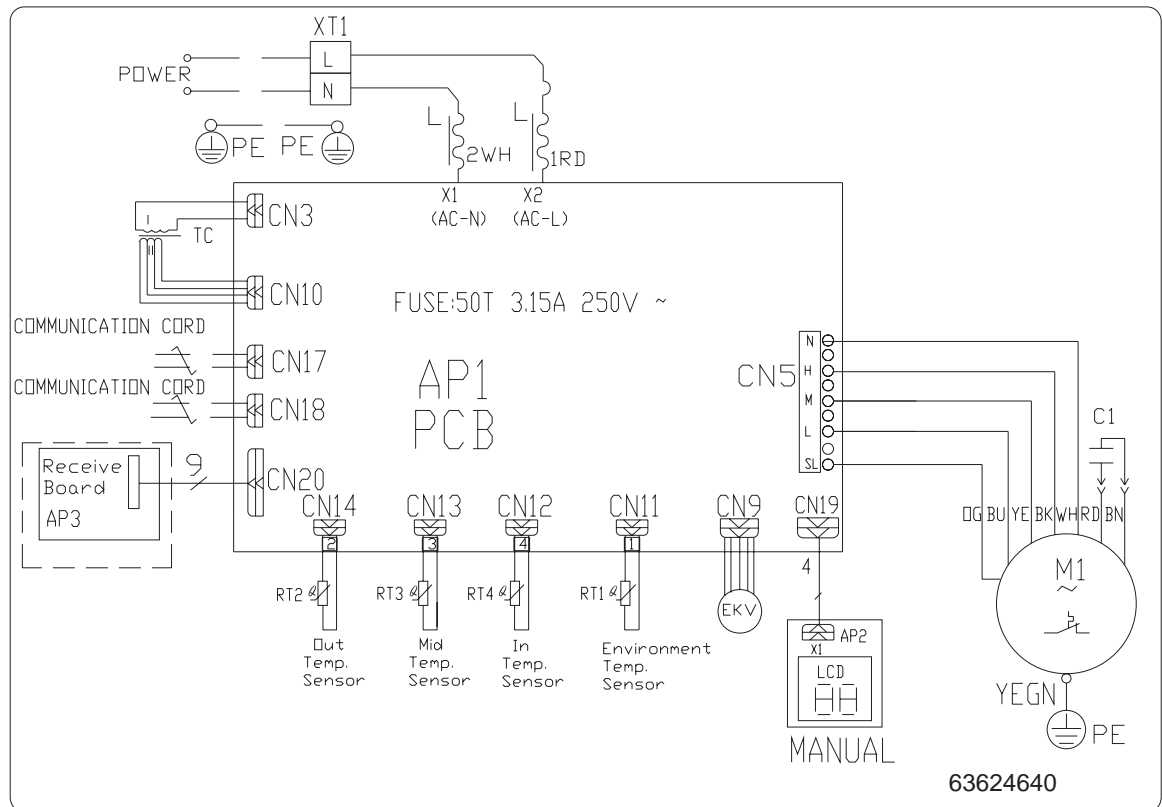 XT1
L
N
POWER
PE PE
L
L
2WH
1RD
X1
(AC-N)
X2
(AC-L)
CN3
I
TC
II
CN10
FUSE:50T 3.15A 250V ~
COMMUNICATION CORD
CN17
COMMUNICATION CORD
CN18
AP1
PCB
CN5
N
H
M
L
SL
C1
Receive
Board
AP3
9
CN20
CN14
CN13
CN12
CN11
CN9
CN19
2
3
4
1
4
RT2
RT3
RT4
RT1
EKV
Out
Temp.
Sensor
Mid
Temp.
Sensor
In
Temp.
Sensor
Environment
Temp.
Sensor
AP2
X1
LCD
88
MANUAL
OG BU YE BK WH RD BN
M1
~
YEGN
PE
63624640